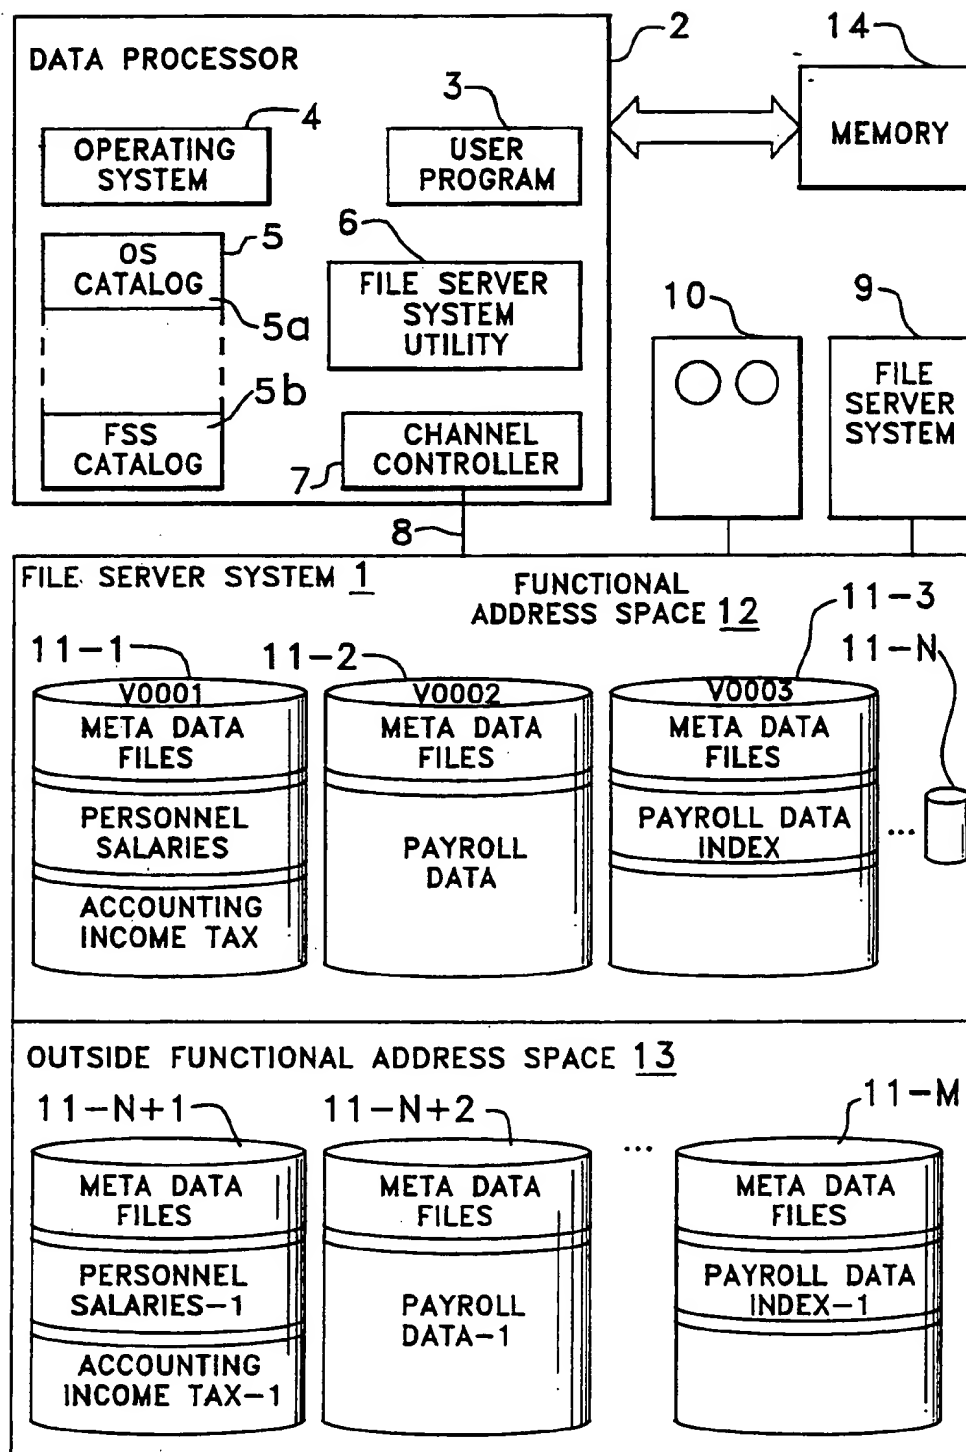 DATA PROCESSOR
2
14
4
OPERATING
SYSTEM
3
USER
PROGRAM
MEMORY
5
OS
CATALOG
5a
6
FILE SERVER
SYSTEM
UTILITY
10
9
FILE
SERVER
SYSTEM
5b
FSS
CATALOG
CHANNEL
CONTROLLER
7
8
FILE SERVER SYSTEM 1
FUNCTIONAL
ADDRESS SPACE 12
11-1
11-2
11-3
11-N
V0001
META DATA
FILES
PERSONNEL
SALARIES
ACCOUNTING
INCOME TAX
V0002
META DATA
FILES
PAYROLL
DATA
V0003
META DATA
FILES
PAYROLL DATA
INDEX
...
OUTSIDE FUNCTIONAL ADDRESS SPACE 13
11-N+1
11-N+2
...
11-M
META DATA
FILES
PERSONNEL
SALARIES-1
ACCOUNTING
INCOME TAX-1
META DATA
FILES
PAYROLL
DATA-1
META DATA
FILES
PAYROLL DATA
INDEX-1